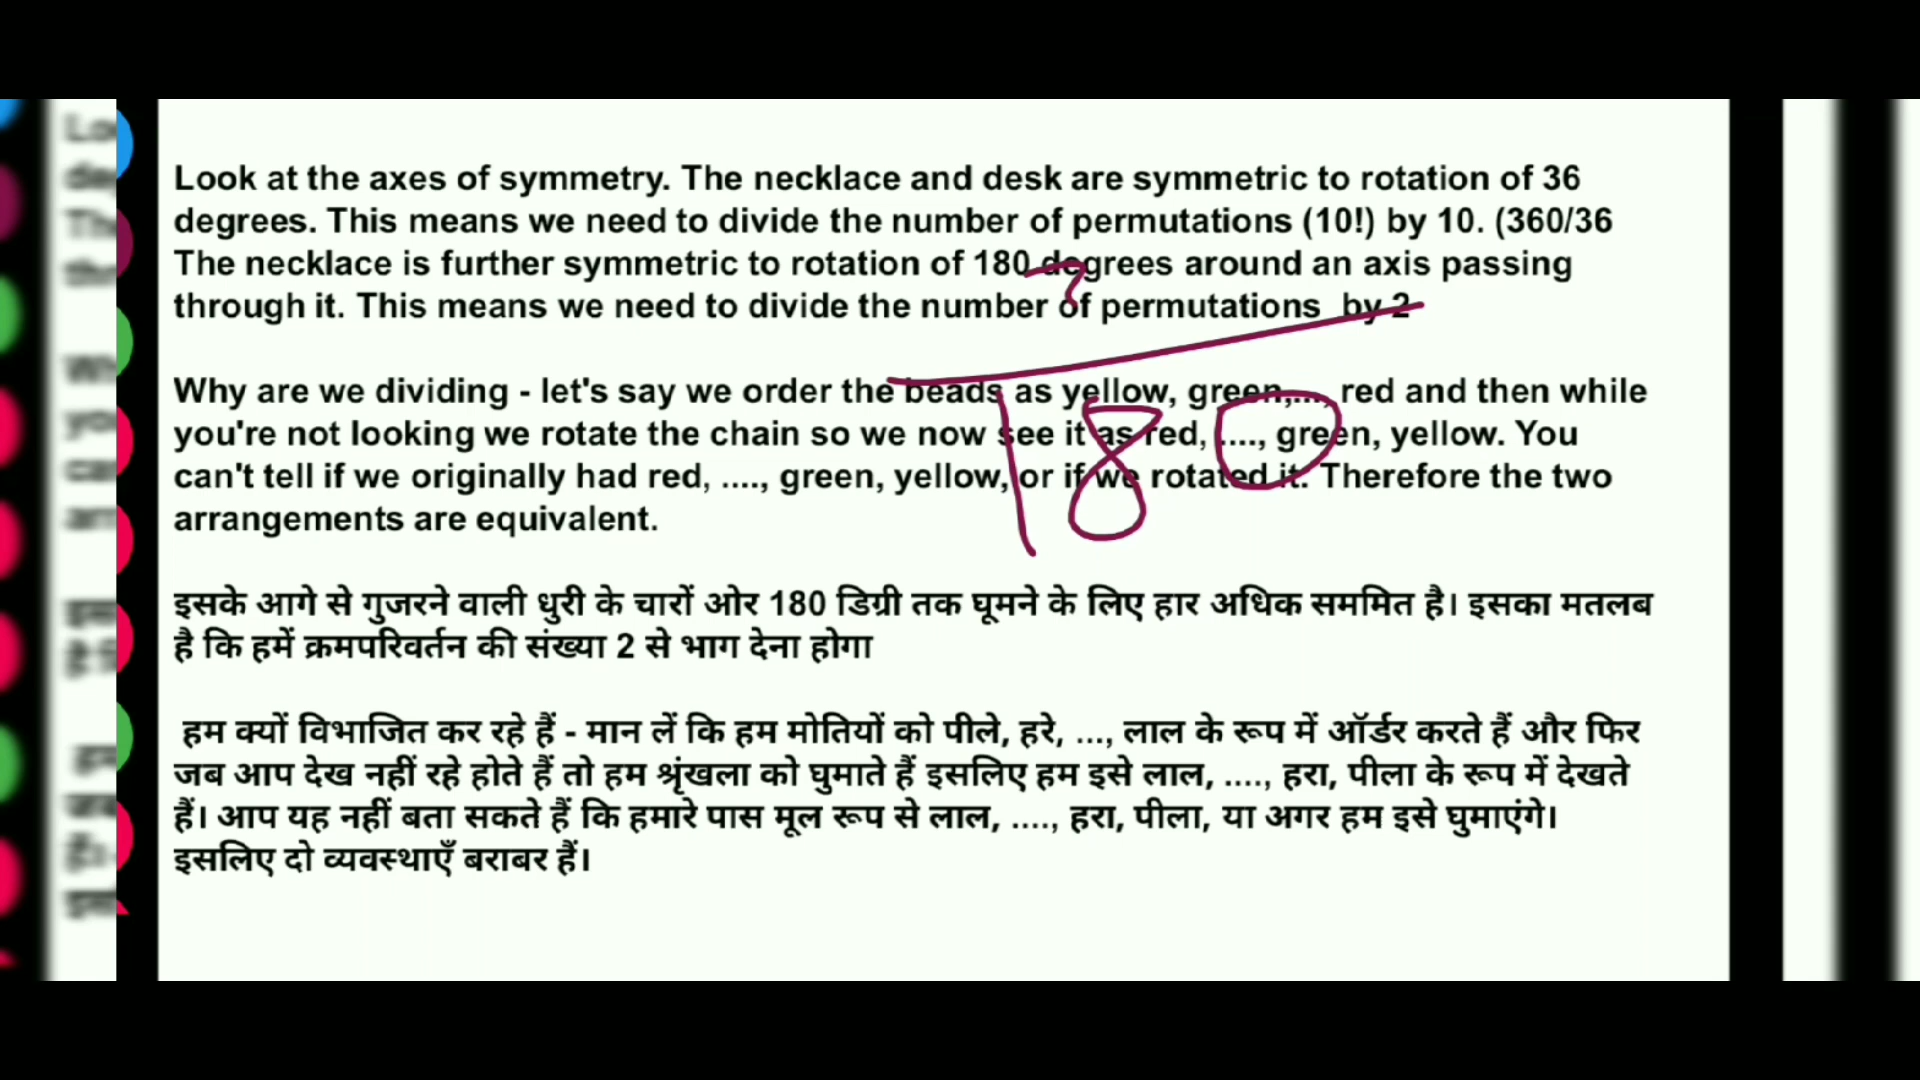 Look at the axes of symmetry. The necklace and desk are symmetric to rotation of 36
degrees. This means we need to divide the number of permutations (10!) by 10. (360/36
The necklace is further symmetric to rotation of 180 degrees around an axis passing
through it. This means we need to divide the number of permutations by 2
Why are we dividing - let's say we order the beads as yellow, green,..., red and then while
you're not looking we rotate the chain so we now see it as red, ...., green, yellow. You
can't tell if we originally had red, ...., green, yellow, or if we rotated it. Therefore the two
arrangements are equivalent.
180
इसके आगे से गुजरने वाली धुरी के चारों ओर 180 डिग्री तक घूमने के लिए हार अधिक सममित है। इसका मतलब
है कि हमें क्रमपरिवर्तन की संख्या 2 से भाग देना होगा
हम क्यों विभाजित कर रहे हैं - मान लें कि हम मोतियों को पीले, हरे, ..., लाल के रूप में ऑर्डर करते हैं और फिर
जब आप देख नहीं रहे होते हैं तो हम श्रृंखला को घुमाते हैं इसलिए हम इसे लाल, ...., हरा, पीला के रूप में देखते
हैं। आप यह नहीं बता सकते हैं कि हमारे पास मूल रूप से लाल, ...., हरा, पीला, या अगर हम इसे घुमाएंगे।
इसलिए दो व्यवस्थाएँ बराबर हैं।